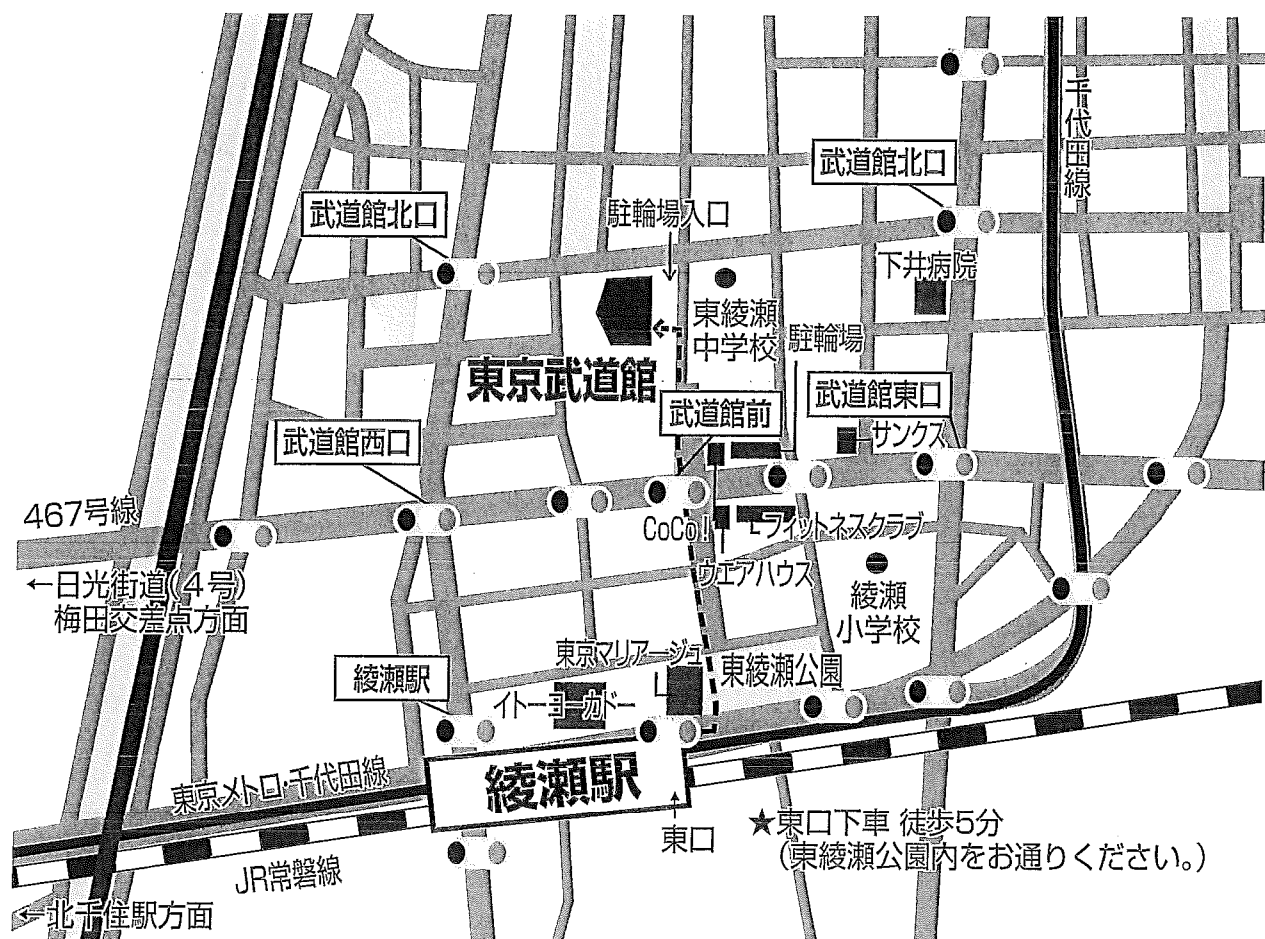 千代田線
武道館北口
武道館北口
駐輪場入口
下井病院
東綾瀬
中学校
駐輪場
東京武道館
武道館前
武道館東口
サンクス
武道館西口
467号線
CoCo!
フィットネスクラブ
ウエアハウス
←日光街道(4号)
梅田交差点方面
綾瀬
小学校
東京マリアージュ
東綾瀬公園
綾瀬駅
イトーヨーカドー
綾瀬駅
東京メトロ・千代田線
東口
★東口下車 徒歩5分
(東綾瀬公園内をお通りください。)
JR常磐線
←北千住駅方面